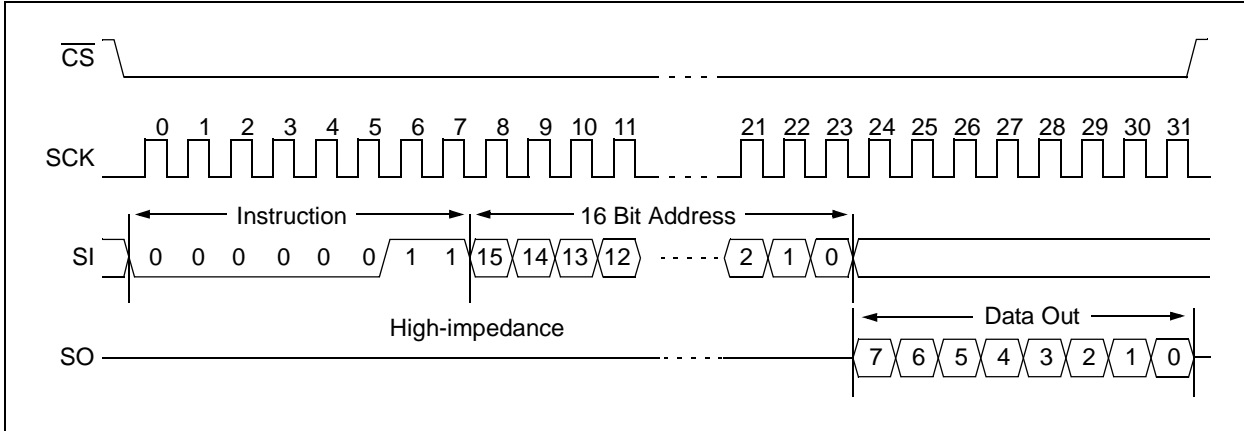 CS
0 1 2 3 4 5 6 7 8 9 10 11 21 22 23 24 25 26 27 28 29 30 31
SCK
Instruction 16 Bit Address
SI 0 0 0 0 0 0 1 1 15 14 13 12 2 1 0
High-impedance Data Out
SO 7 6 5 4 3 2 1 0